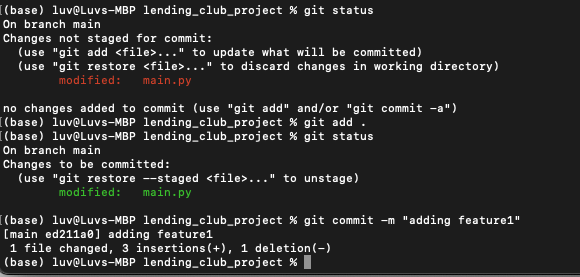 [(base) luv@Luvs-MBP lending_club_project % git status
On branch main
Changes not staged for commit:
  (use "git add <file>..." to update what will be committed)
  (use "git restore <file>..." to discard changes in working directory)
        modified:   main.py

no changes added to commit (use "git add" and/or "git commit -a")
[(base) luv@Luvs-MBP lending_club_project % git add .
[(base) luv@Luvs-MBP lending_club_project % git status
On branch main
Changes to be committed:
  (use "git restore --staged <file>..." to unstage)
        modified:   main.py

[(base) luv@Luvs-MBP lending_club_project % git commit -m "adding feature1"
[main ed211a0] adding feature1
 1 file changed, 3 insertions(+), 1 deletion(-)
(base) luv@Luvs-MBP lending_club_project %